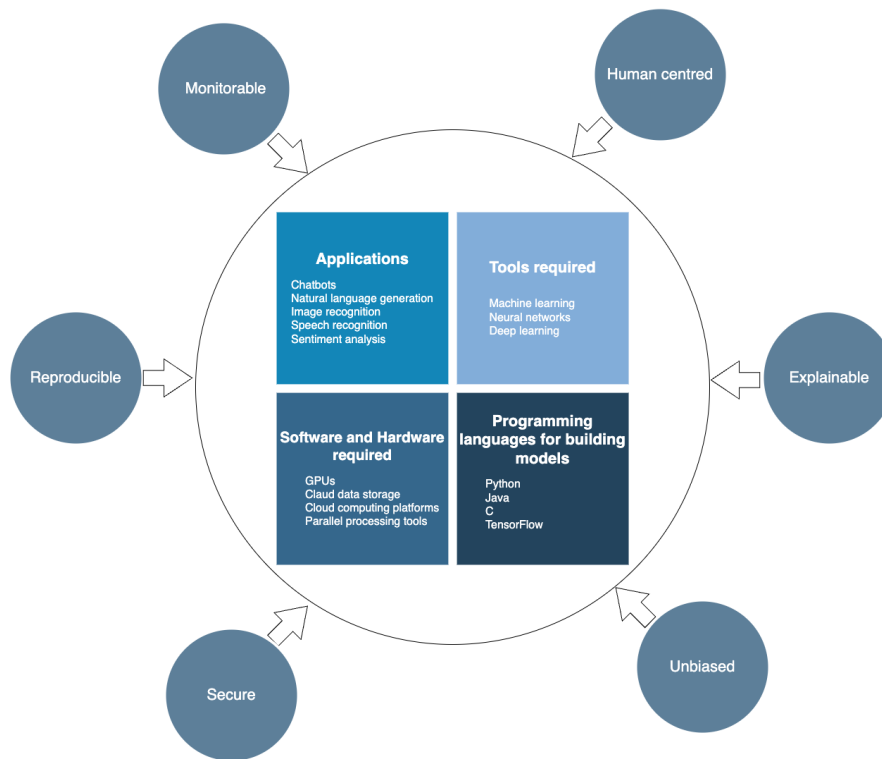 Monitorable
Human centred
Applications
Chatbots
Natural language generation
Image recognition
Speech recognition
Sentiment analysis
Tools required
Machine learning
Neural networks
Deep learning
Reproducible
Explainable
Software and Hardware
required
GPUs
Claud data storage
Cloud computing platforms
Parallel processing tools
Programming
languages for building
models
Python
Java
C
TensorFlow
Secure
Unbiased